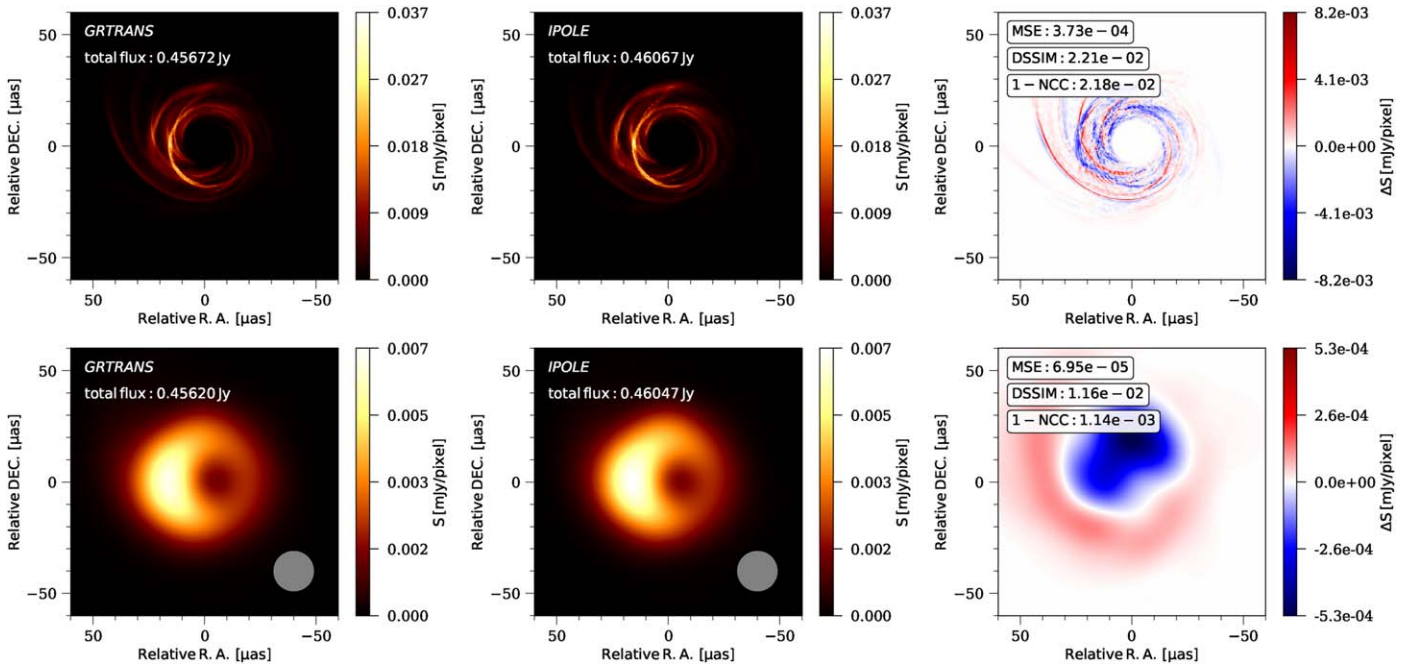 GRTRANS
total flux : 0.45672 Jy
50
0
−50
Relative DEC. [µas]
50
0
−50
Relative R. A. [µas]
0.037
0.027
0.018
0.009
0.000
S [mJy/pixel]
IPOLE
total flux : 0.46067 Jy
50
0
−50
Relative DEC. [µas]
50
0
−50
Relative R. A. [µas]
0.037
0.027
0.018
0.009
0.000
S [mJy/pixel]
MSE : 3.73e − 04
DSSIM : 2.21e − 02
1 − NCC : 2.18e − 02
50
0
−50
Relative DEC. [µas]
50
0
−50
Relative R. A. [µas]
8.2e-03
4.1e-03
0.0e+00
-4.1e-03
-8.2e-03
ΔS [mJy/pixel]
GRTRANS
total flux : 0.45620 Jy
50
0
−50
Relative DEC. [µas]
50
0
−50
Relative R. A. [µas]
0.007
0.005
0.003
0.002
0.000
S [mJy/pixel]
IPOLE
total flux : 0.46047 Jy
50
0
−50
Relative DEC. [µas]
50
0
−50
Relative R. A. [µas]
0.007
0.005
0.003
0.002
0.000
S [mJy/pixel]
MSE : 6.95e − 05
DSSIM : 1.16e − 02
1 − NCC : 1.14e − 03
50
0
−50
Relative DEC. [µas]
50
0
−50
Relative R. A. [µas]
5.3e-04
2.6e-04
0.0e+00
-2.6e-04
-5.3e-04
ΔS [mJy/pixel]